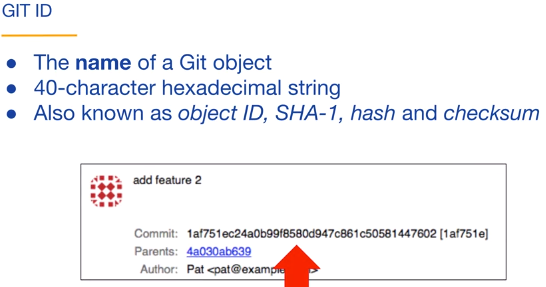 GIT ID
● The name of a Git object
● 40-character hexadecimal string
● Also known as object ID, SHA-1, hash and checksum
add feature 2
Commit: 1af751ec24a0b99f8580d947c861c50581447602 [1af751e]
Parents: 4a030ab639
Author: Pat <pat@example